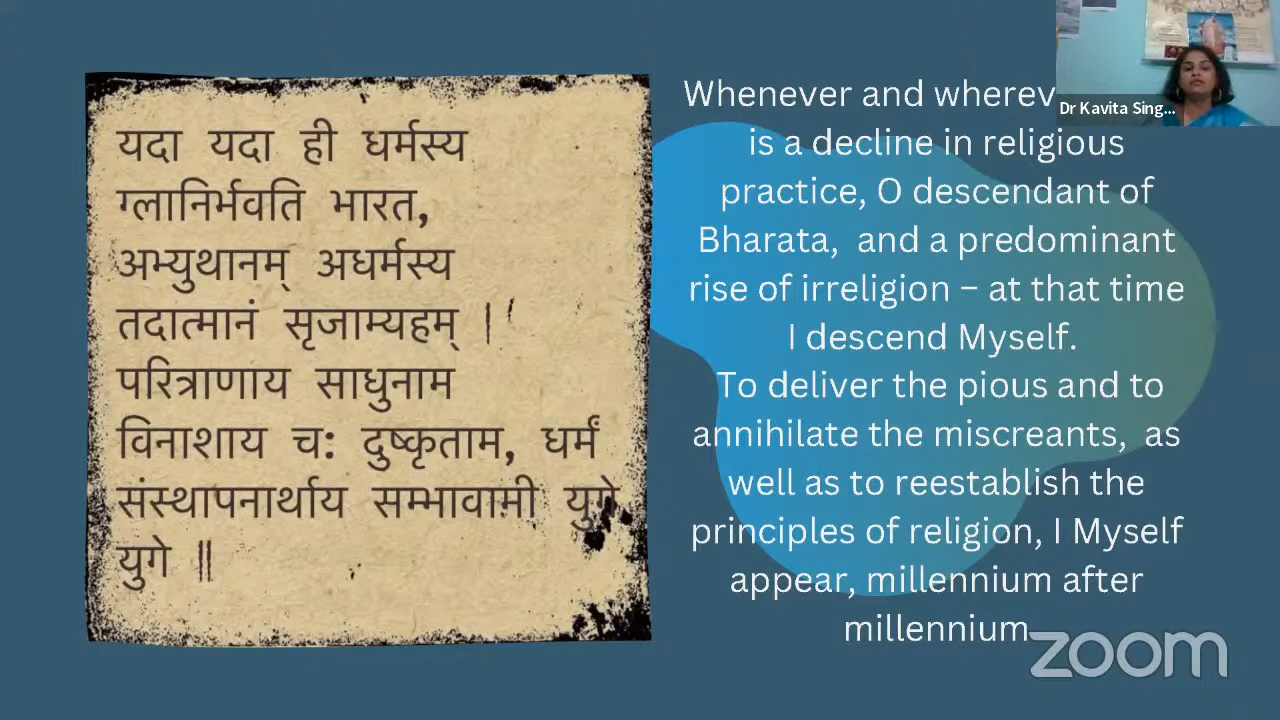 यदा यदा ही धर्मस्य
ग्लानिर्भवति भारत,
अभ्युथानम् अधर्मस्य
तदात्मानं सृजाम्यहम् |
परित्राणाय साधुनाम
विनाशाय च: दुष्कृताम, धर्मं
संस्थापनार्थाय सम्भावामी युगे
युगे ॥
Whenever and wherev
is a decline in religious
practice, O descendant of
Bharata, and a predominant
rise of irreligion – at that time
I descend Myself.
To deliver the pious and to
annihilate the miscreants, as
well as to reestablish the
principles of religion, I Myself
appear, millennium after
millennium
Dr Kavita Sing...
zoom